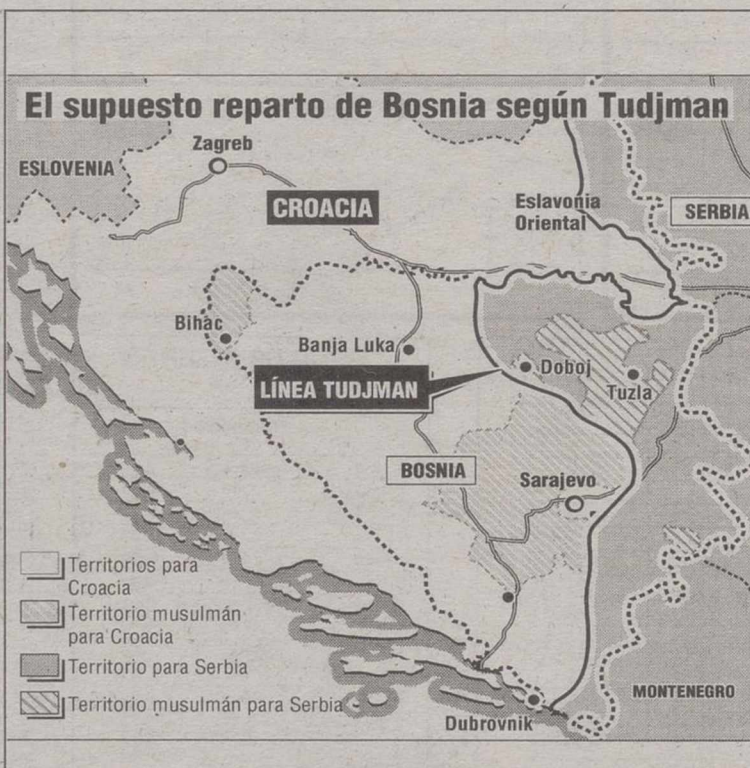 El supuesto reparto de Bosnia según Tudjman
Zagreb
ESLOVENIA
CROACIA
Eslavonia
Oriental
SERBIA
Bihac
Banja Luka
Doboj
Tuzla
LÍNEA TUDJMAN
BOSNIA
Sarajevo
Territorios para
Croacia
Territorio musulmán
para Croacia
Territorio para Serbia
Territorio musulmán para Serbia
MONTENEGRO
Dubrovnik